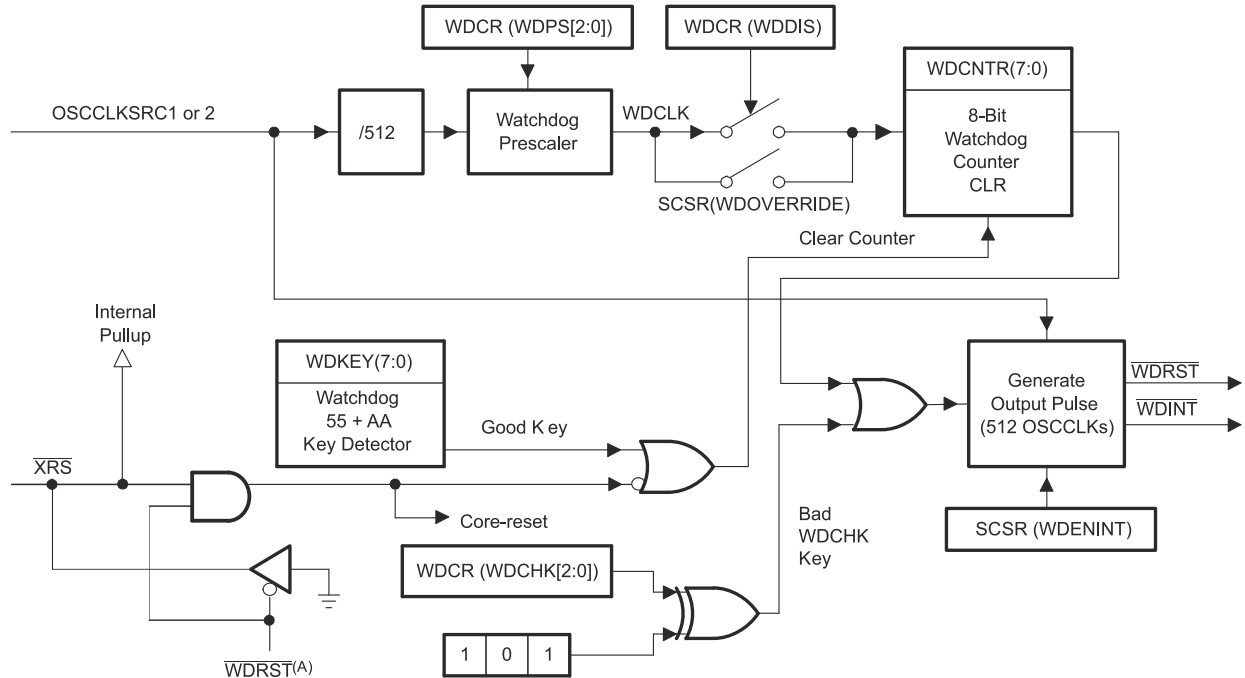 WDCR (WDPS[2:0])
WDCR (WDDIS)
WDCNTR(7:0)
OSCCLKSRC1 or 2
/512
Watchdog
Prescaler
WDCLK
8-Bit
Watchdog
Counter
CLR
SCSR(WDOVERRIDE)
Clear Counter
Internal
Pullup
WDKEY(7:0)
Watchdog
55 + AA
Key Detector
Good Key
Generate
Output Pulse
(512 OSCCLKs)
WDRST
WDINT
XRS
Core-reset
Bad
WDCHK
Key
SCSR (WDENINT)
WDCR (WDCHK[2:0])
1 0 1
WDRST(A)